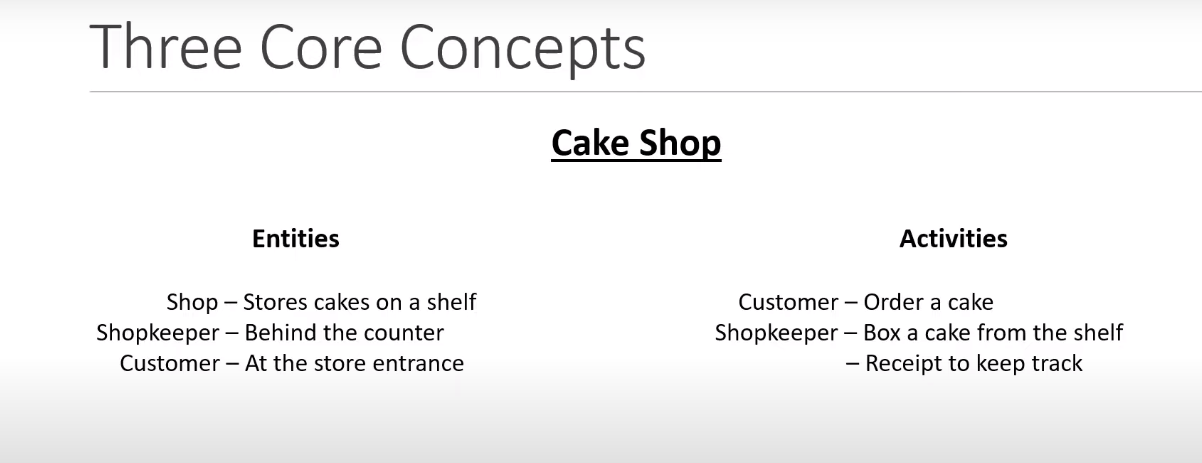 Three Core Concepts
Cake Shop
Entities
Shop – Stores cakes on a shelf
Shopkeeper – Behind the counter
Customer – At the store entrance
Activities
Customer – Order a cake
Shopkeeper – Box a cake from the shelf
– Receipt to keep track